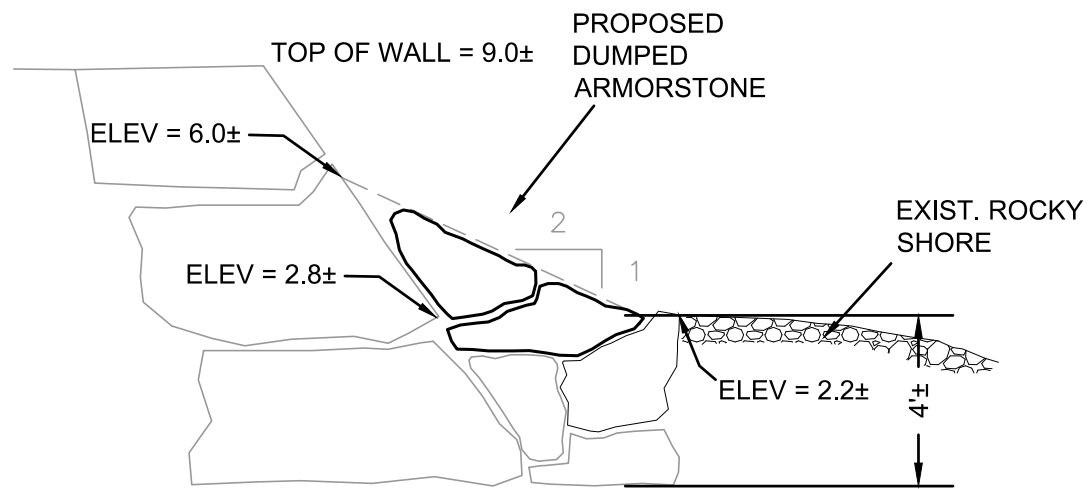 PROPOSED
DUMPED
ARMORSTONE
TOP OF WALL = 9.0±
ELEV = 6.0±
2
1
EXIST. ROCKY
SHORE
ELEV = 2.8±
ELEV = 2.2±
4'±